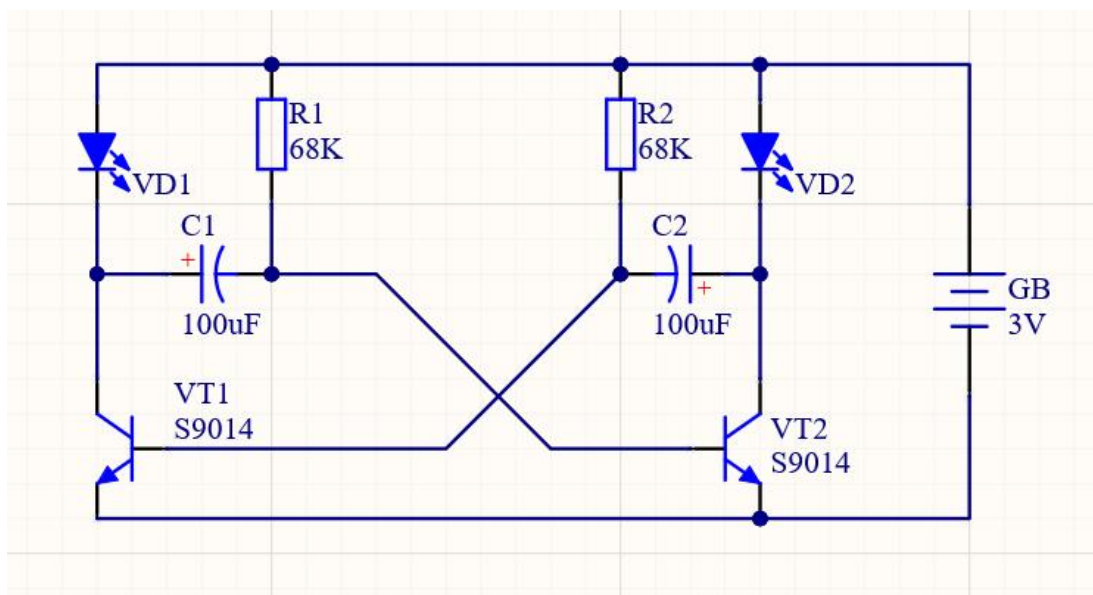 R1
68K
R2
68K
VD1
VD2
C1
+
100uF
C2
+
100uF
GB
3V
VT1
S9014
VT2
S9014